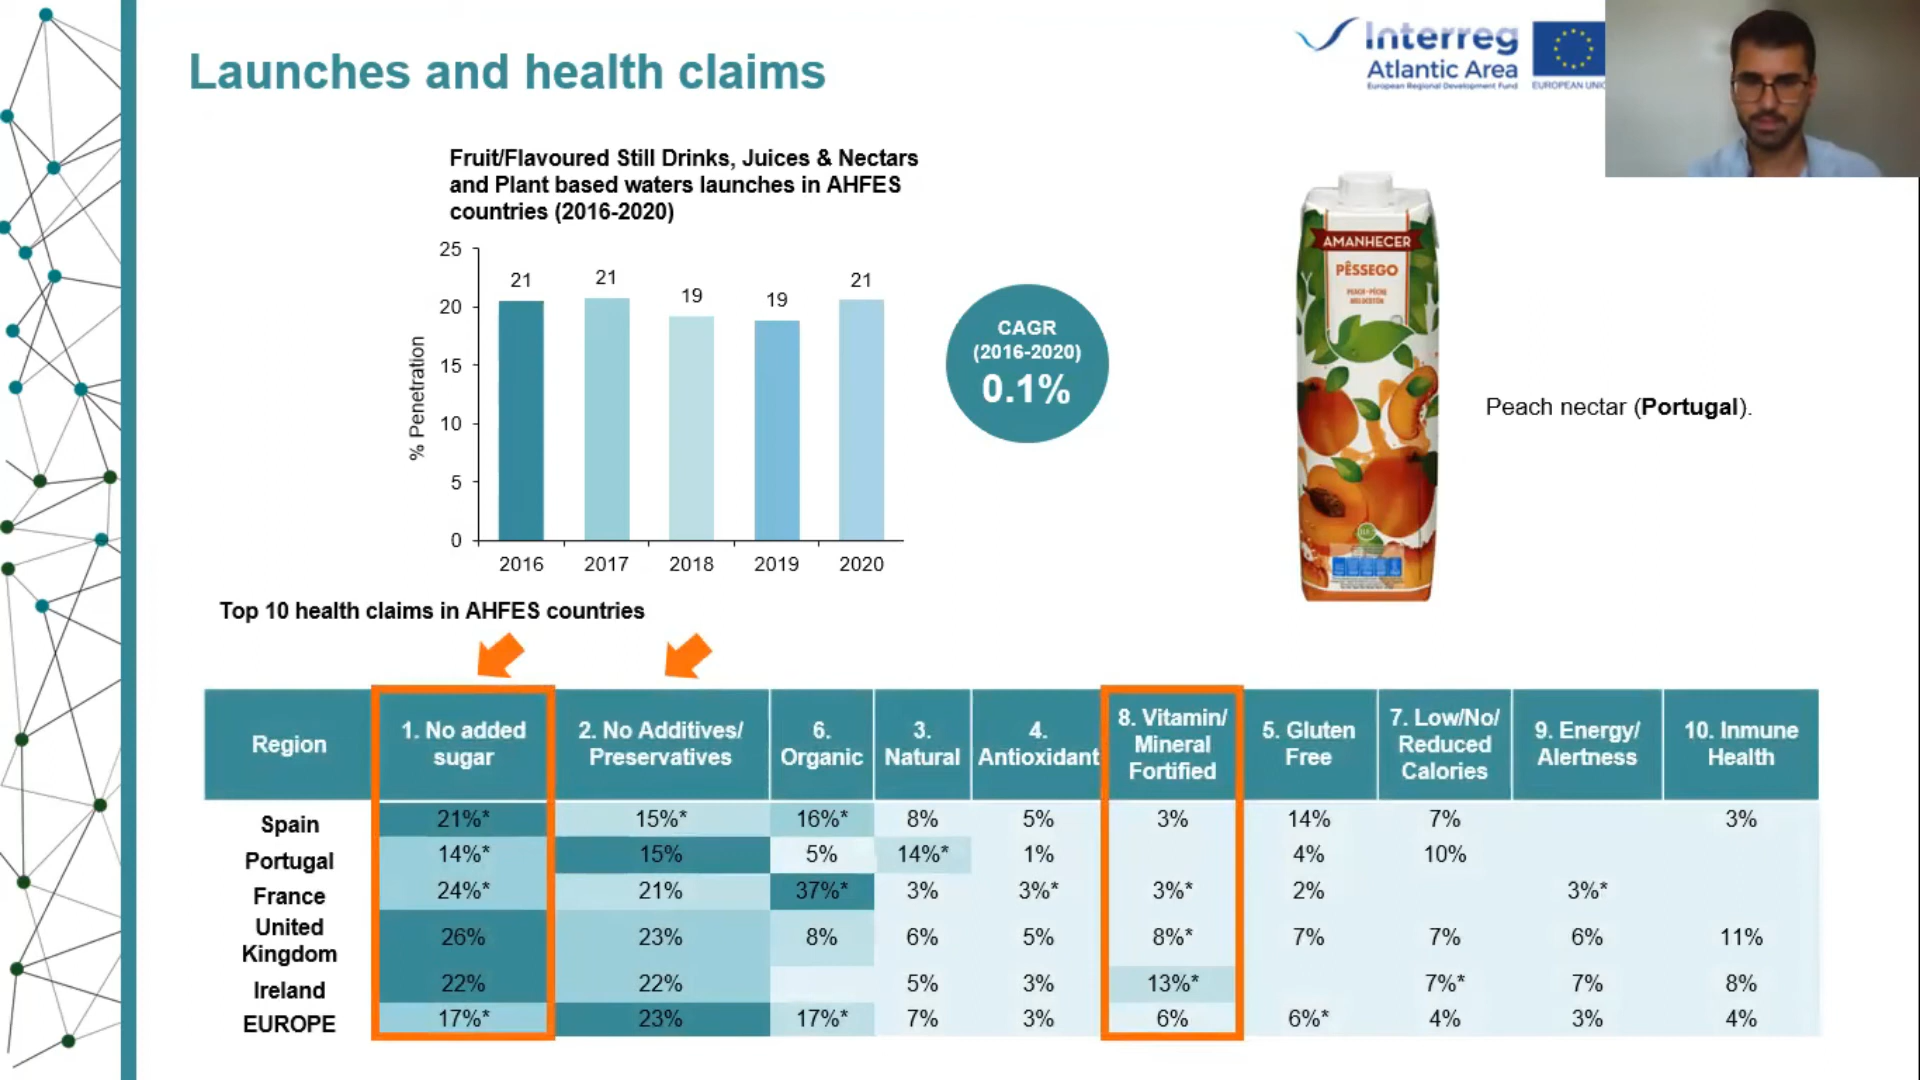 Launches and health claims
Interreg
Atlantic Area
European Regional Development Fund
EUROPEAN UNIO
Fruit/Flavoured Still Drinks, Juices & Nectars
and Plant based waters launches in AHFES
countries (2016-2020)
% Penetration
25
20
15
10
5
0
21
21
19
19
21
2016
2017
2018
2019
2020
CAGR
(2016-2020)
0.1%
AMANHECER
PÊSSEGO
Peach nectar (Portugal).
Top 10 health claims in AHFES countries
Region
1. No added
sugar
2. No Additives/
Preservatives
6.
Organic
3.
Natural
4.
Antioxidant
8. Vitamin/
Mineral
Fortified
5. Gluten
Free
7. Low/No/
Reduced
Calories
9. Energy/
Alertness
10. Inmune
Health
Spain 21%* 15%* 16%* 8% 5% 3% 14% 7% 3%
Portugal 14%* 15% 5% 14%* 1% 4% 10%
France 24%* 21% 37%* 3% 3%* 3%* 2% 3%*
United
Kingdom 26% 23% 8% 6% 5% 8%* 7% 7% 6% 11%
Ireland 22% 22% 5% 3% 13%* 7%* 7% 8%
EUROPE 17%* 23% 17%* 7% 3% 6% 6%* 4% 3% 4%